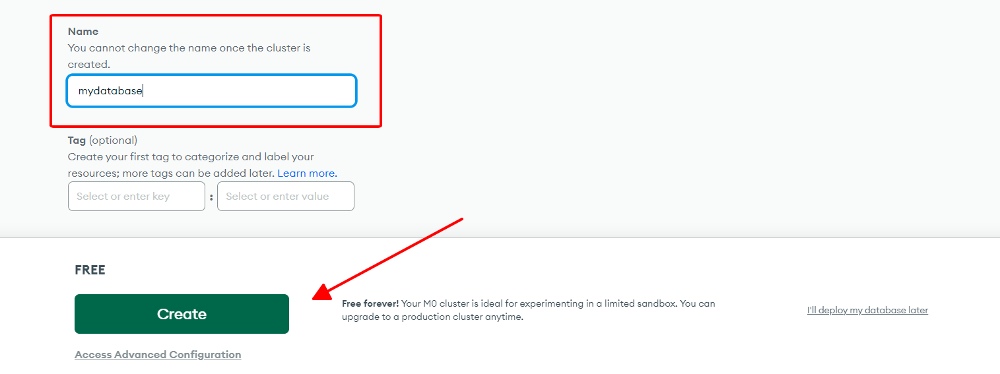 Name
You cannot change the name once the cluster is
created.
mydatabase
Tag (optional)
Create your first tag to categorize and label your
resources; more tags can be added later. Learn more.
Select or enter key : Select or enter value
FREE
Create
Free forever! Your M0 cluster is ideal for experimenting in a limited sandbox. You can
upgrade to a production cluster anytime.
I'll deploy my database later
Access Advanced Configuration